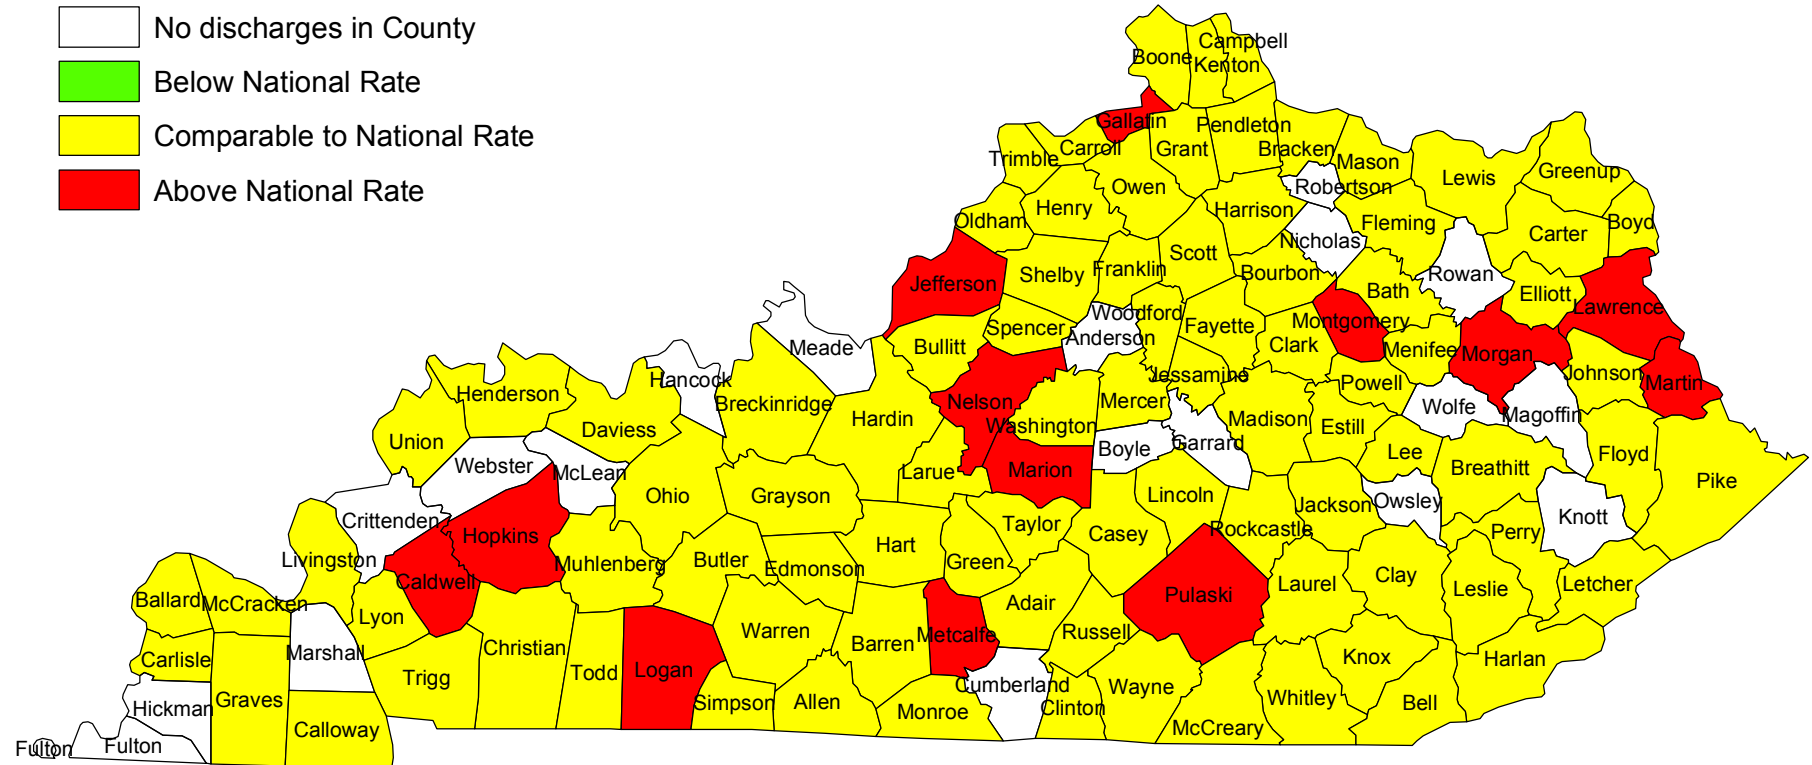 No discharges in County
Below National Rate
Comparable to National Rate
Above National Rate
Campbell
Boone
Kenton
Gallatin
Pendleton
Carroll
Grant
Bracken
Trimble
Mason
Greenup
Lewis
Owen
Robertson
Henry
Harrison
Oldham
Fleming
Boyd
Carter
Nicholas
Scott
Franklin
Shelby
Bourbon
Rowan
Jefferson
Bath
Elliott
Lawrence
Woodford
Montgomery
Fayette
Spencer
Anderson
Clark
Bullitt
Meade
Menifee
Morgan
Jessamine
Johnson
Hancock
Powell
Martin
Henderson
Nelson
Mercer
Breckinridge
Wolfe
Magoffin
Hardin
Madison
Washington
Estill
Daviess
Union
Garrard
Boyle
Lee
Floyd
Webster
Breathitt
Marion
McLean
Larue
Pike
Ohio
Grayson
Lincoln
Owsley
Jackson
Knott
Crittenden
Taylor
Rockcastle
Perry
Casey
Hopkins
Hart
Livingston
Butler
Green
Muhlenberg
Edmonson
Clay
Caldwell
Laurel
Letcher
Leslie
Pulaski
Ballard
McCracken
Adair
Lyon
Warren
Russell
Metcalfe
Barren
Christian
Marshall
Knox
Harlan
Carlisle
Logan
Todd
Trigg
Cumberland
Wayne
Whitley
Graves
Allen
Simpson
Bell
Hickman
Clinton
Monroe
McCreary
Calloway
Fulton
Fulton